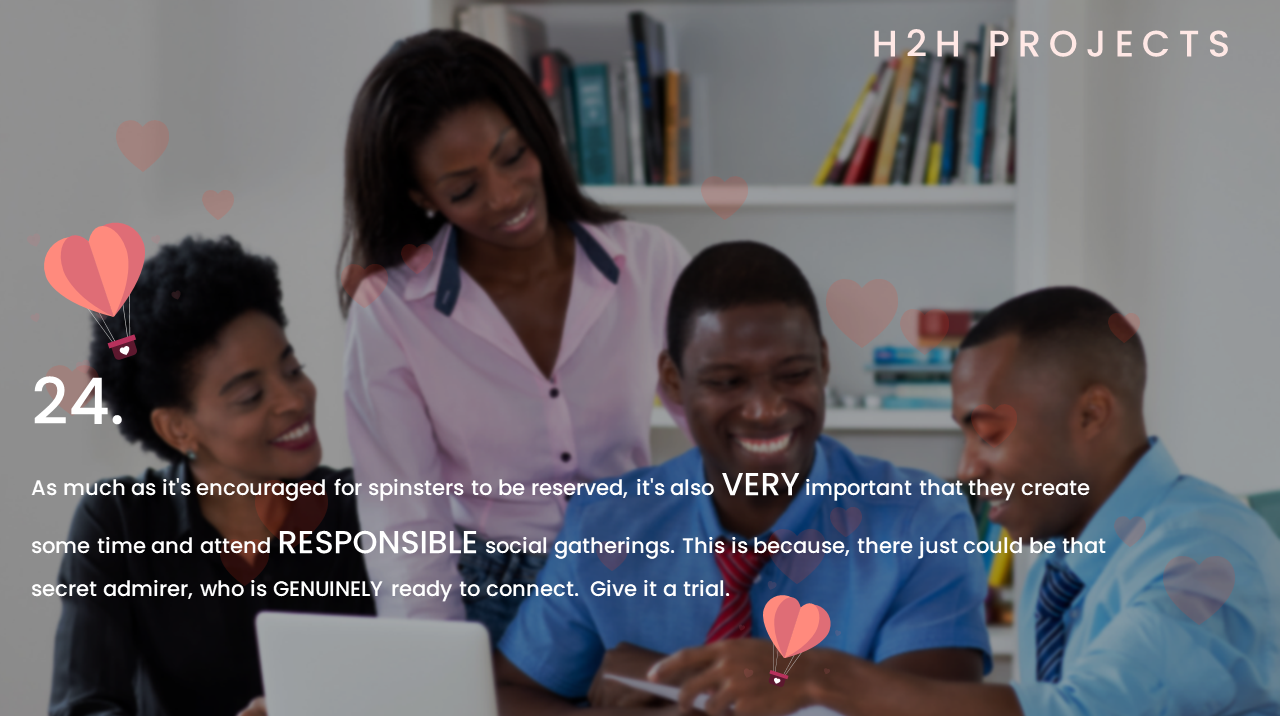 H2H PROJECTS
24.
As much as it's encouraged for spinsters to be reserved, it's also VERY important that they create
some time and attend RESPONSIBLE social gatherings. This is because, there just could be that
secret admirer, who is GENUINELY ready to connect. Give it a trial.